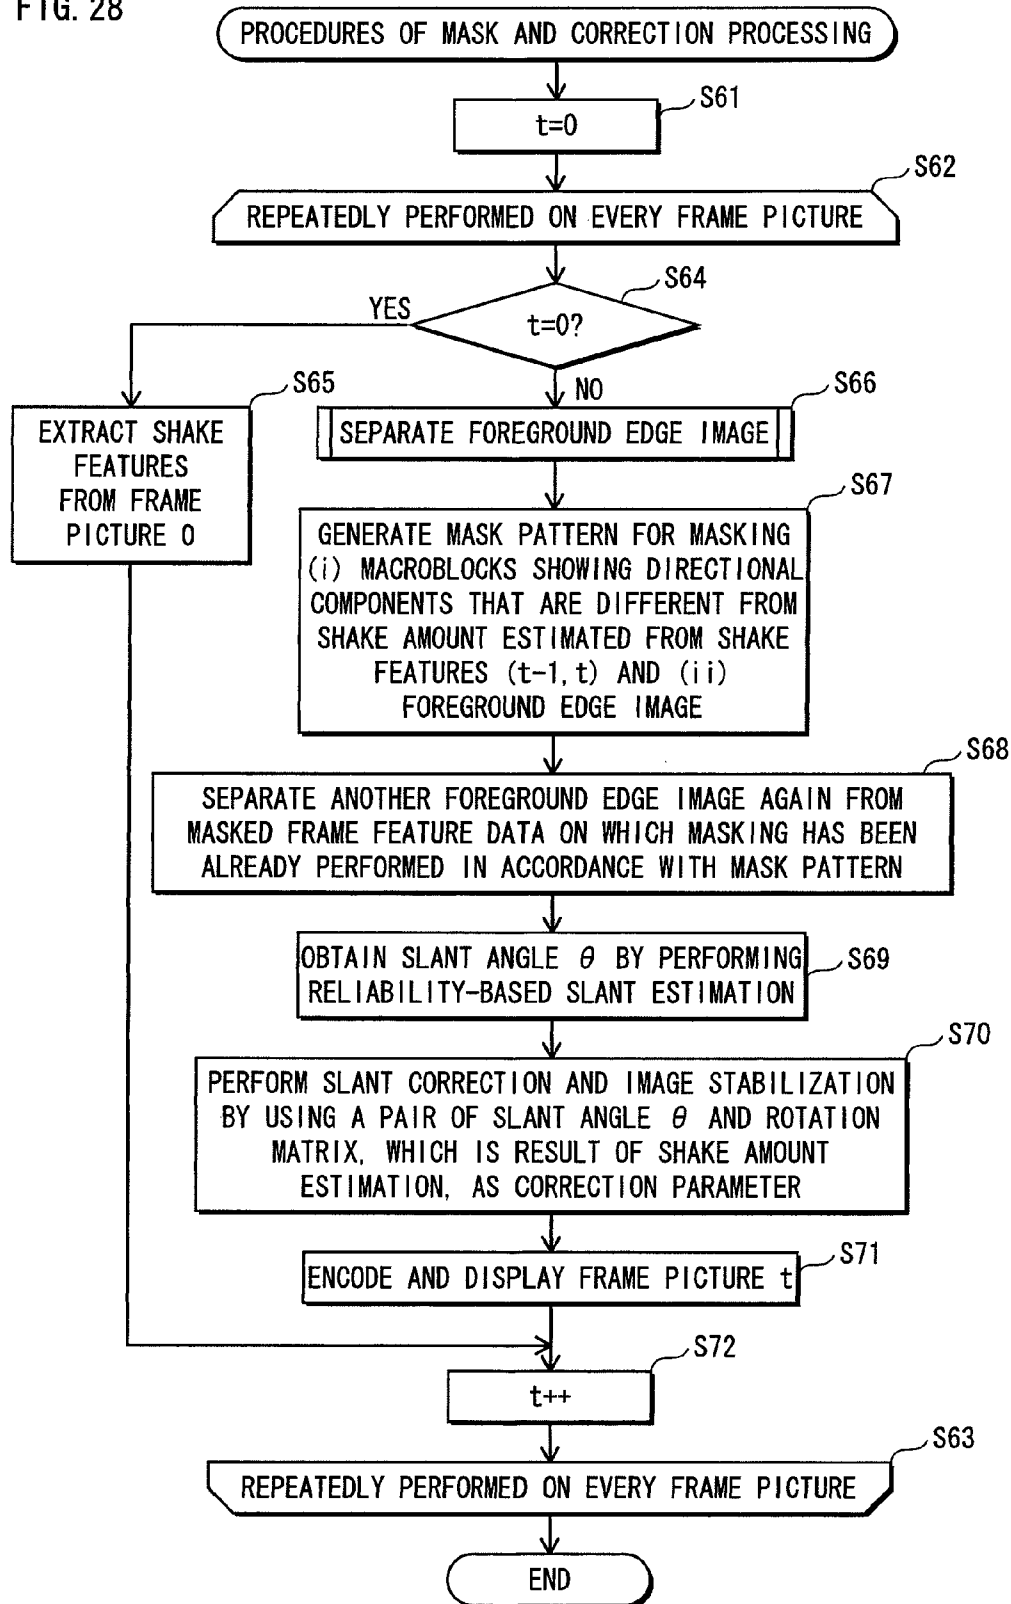 FIG. 28
PROCEDURES OF MASK AND CORRECTION PROCESSING
S61
t=0
S62
REPEATEDLY PERFORMED ON EVERY FRAME PICTURE
S64
YES
t=0?
NO
S65
EXTRACT SHAKE
FEATURES
FROM FRAME
PICTURE 0
S66
SEPARATE FOREGROUND EDGE IMAGE
S67
GENERATE MASK PATTERN FOR MASKING
(i) MACROBLOCKS SHOWING DIRECTIONAL
COMPONENTS THAT ARE DIFFERENT FROM
SHAKE AMOUNT ESTIMATED FROM SHAKE
FEATURES (t-1, t) AND (ii)
FOREGROUND EDGE IMAGE
S68
SEPARATE ANOTHER FOREGROUND EDGE IMAGE AGAIN FROM
MASKED FRAME FEATURE DATA ON WHICH MASKING HAS BEEN
ALREADY PERFORMED IN ACCORDANCE WITH MASK PATTERN
OBTAIN SLANT ANGLE θ BY PERFORMING
RELIABILITY-BASED SLANT ESTIMATION
S69
S70
PERFORM SLANT CORRECTION AND IMAGE STABILIZATION
BY USING A PAIR OF SLANT ANGLE θ AND ROTATION
MATRIX, WHICH IS RESULT OF SHAKE AMOUNT
ESTIMATION, AS CORRECTION PARAMETER
S71
ENCODE AND DISPLAY FRAME PICTURE t
S72
t++
S63
REPEATEDLY PERFORMED ON EVERY FRAME PICTURE
END